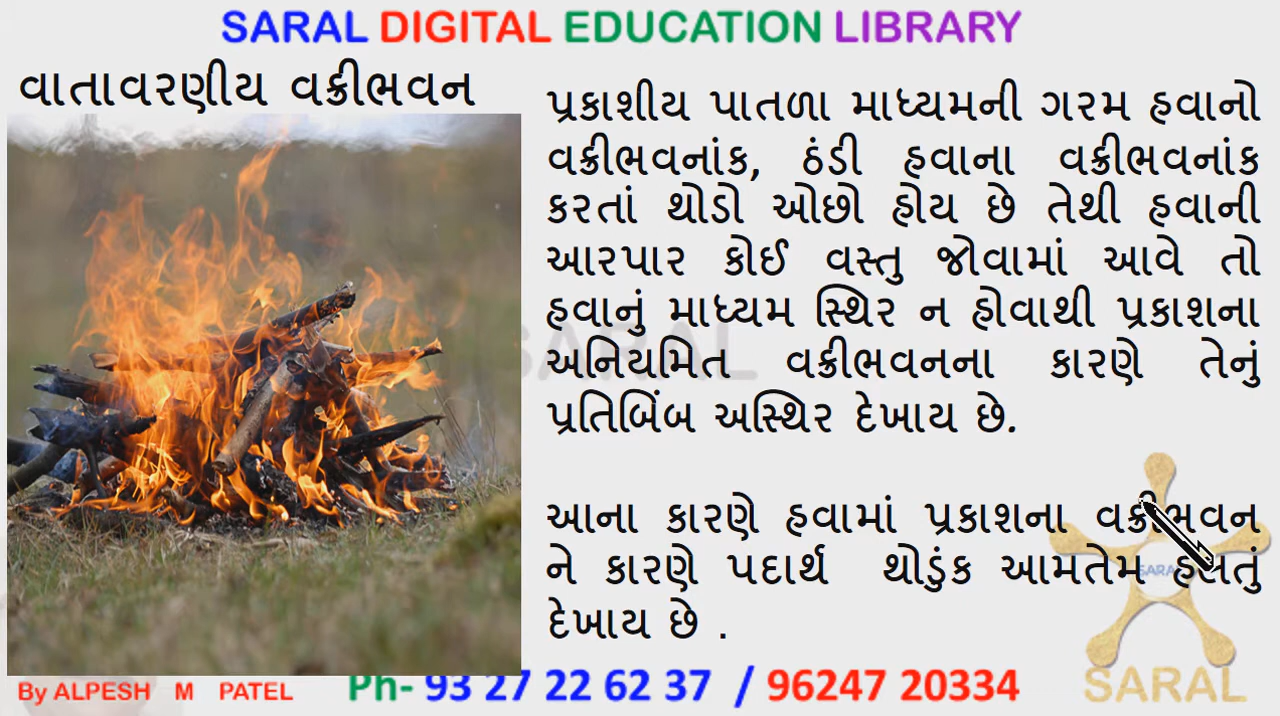 SARAL DIGITAL EDUCATION LIBRARY
વાતાવરણીય વક્રીભવન
પ્રકાશીય પાતળા માધ્યમની ગરમ હવાનો
વક્રીભવનાંક, ઠંડી હવાના વક્રીભવનાંક
કરતાં થોડો ઓછો હોય છે તેથી હવાની
આરપાર કોઈ વસ્તુ જોવામાં આવે તો
હવાનું માધ્યમ સ્થિર ન હોવાથી પ્રકાશના
અનિયમિત વક્રીભવનના કારણે તેનું
પ્રતિબિંબ અસ્થિર દેખાય છે.
SARAL
આના કારણે હવામાં પ્રકાશના વક્રીભવન
ને કારણે પદાર્થ થોડુંક આમતેમ હલતું
દેખાય છે .
SARAL
SARAL
By ALPESH M PATEL
Ph- 93 27 22 62 37 / 96247 20334